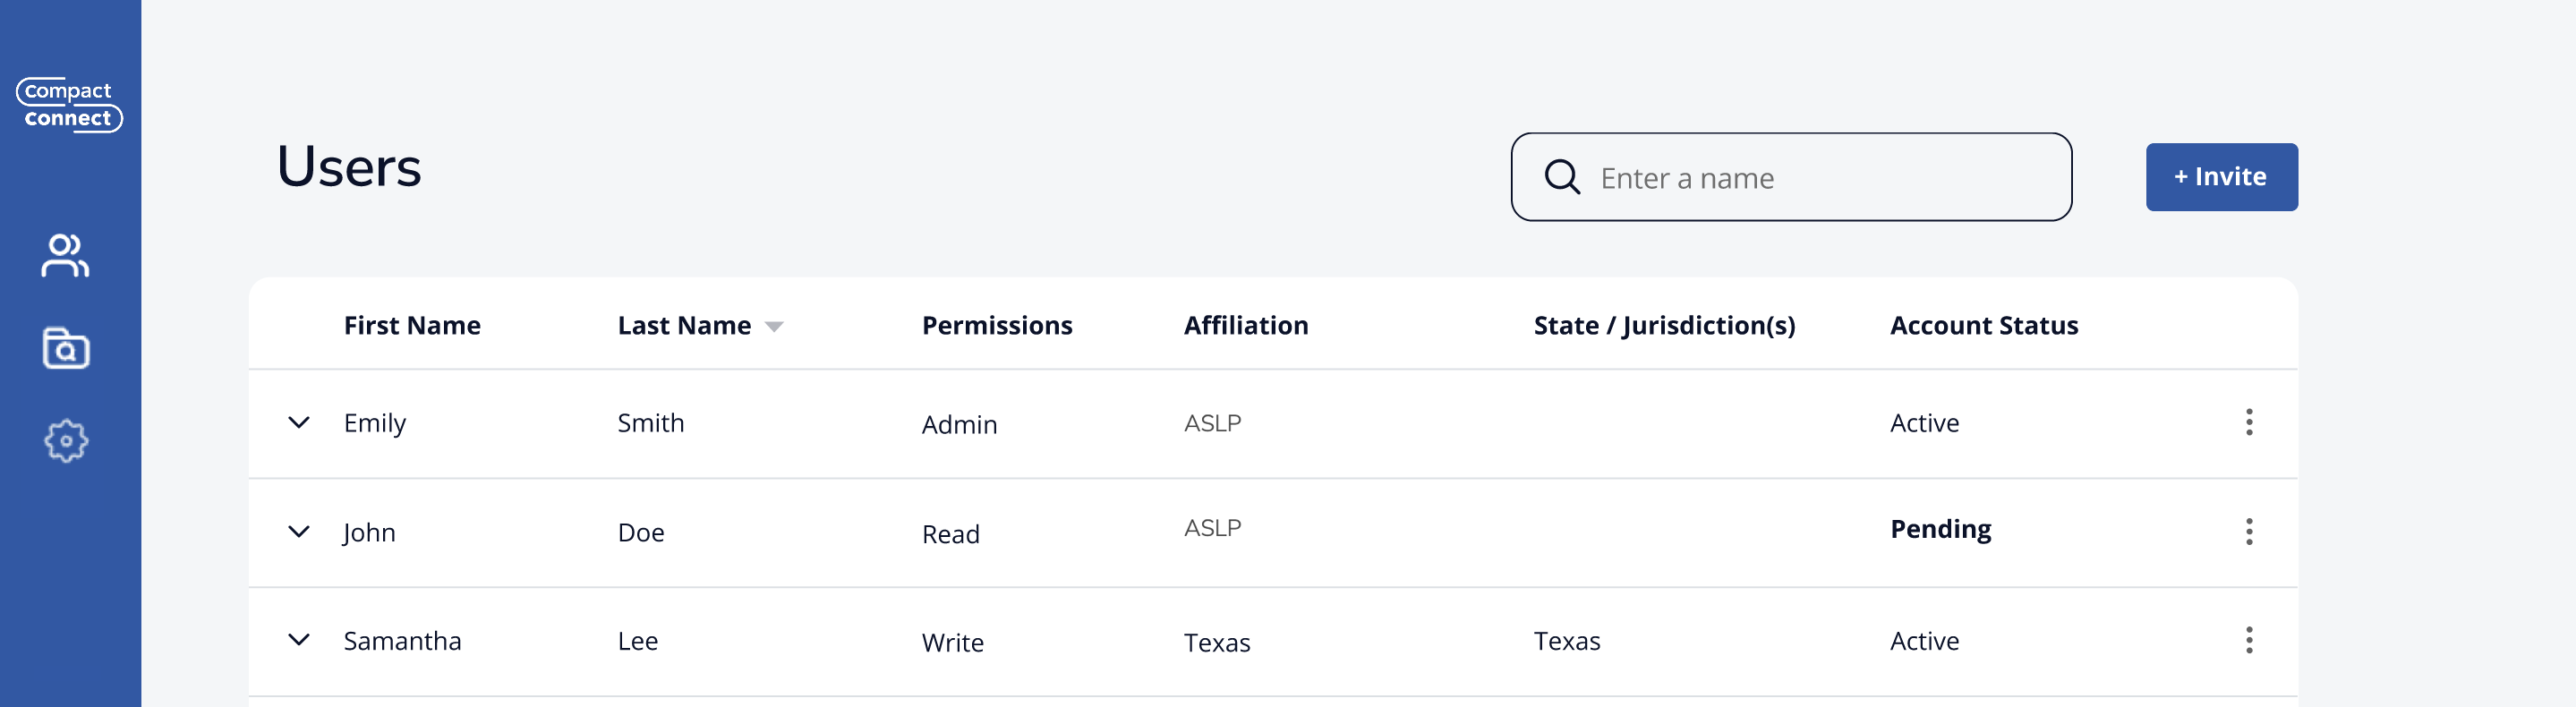 Compact
connect
Users
Enter a name
+ Invite
First Name Last Name Permissions Affiliation State / Jurisdiction(s) Account Status
Emily Smith Admin ASLP Active
John Doe Read ASLP Pending
Samantha Lee Write Texas Texas Active